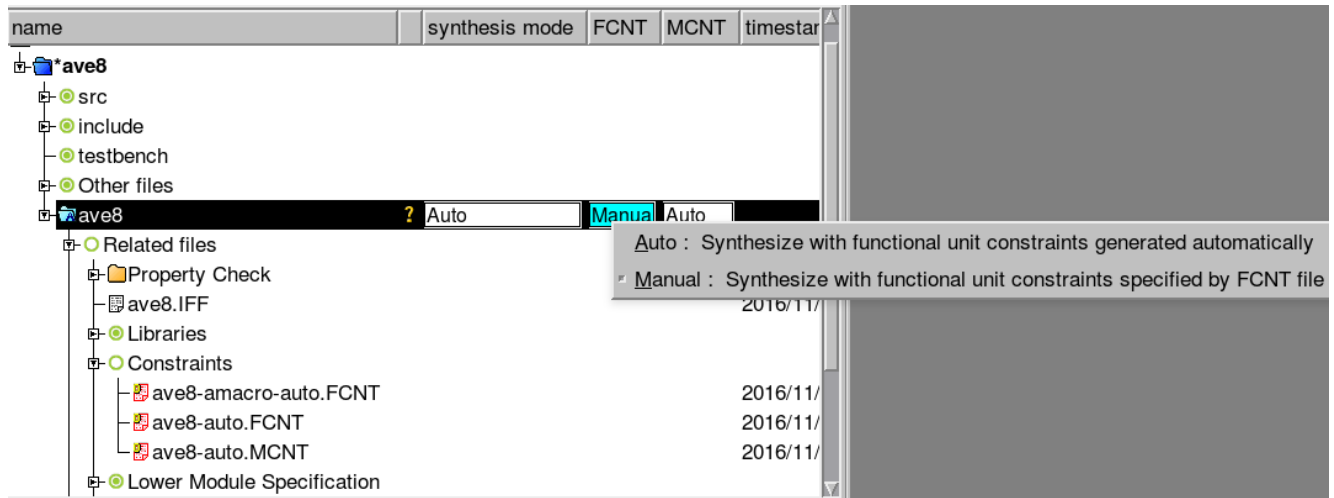 name synthesis mode FCNT MCNT timestar
*ave8
src
include
testbench
Other files
ave8 ? Auto Manua Auto
Related files
Auto : Synthesize with functional unit constraints generated automatically
Property Check
Manual : Synthesize with functional unit constraints specified by FCNT file
ave8.IFF 2016/11/
Libraries
Constraints
ave8-amacro-auto.FCNT 2016/11/
ave8-auto.FCNT 2016/11/
ave8-auto.MCNT 2016/11/
Lower Module Specification